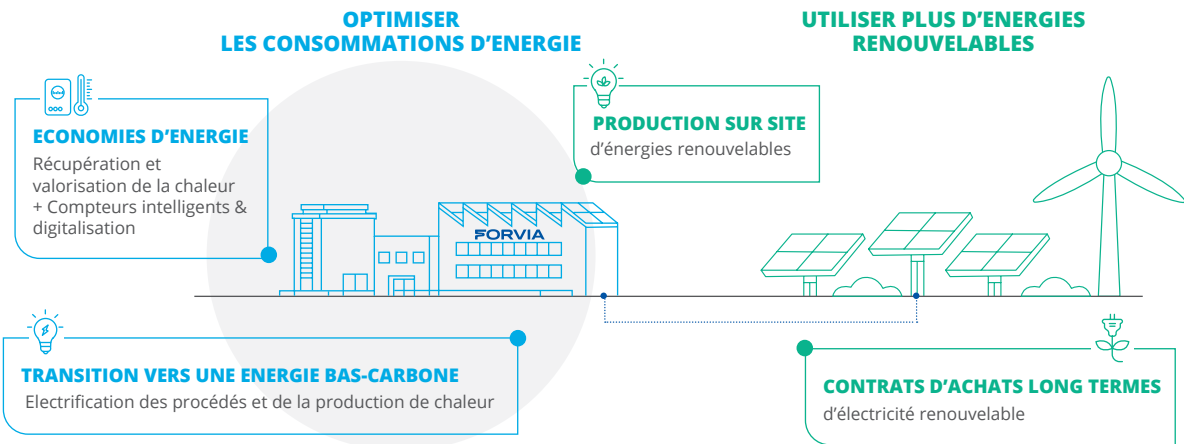 OPTIMISER
LES CONSOMMATIONS D’ENERGIE
UTILISER PLUS D’ENERGIES
RENOUVELABLES
ECONOMIES D’ENERGIE
Récupération et
valorisation de la chaleur
+ Compteurs intelligents &
digitalisation
PRODUCTION SUR SITE
d’énergies renouvelables
FORVIA
TRANSITION VERS UNE ENERGIE BAS-CARBONE
Electrification des procédés et de la production de chaleur
CONTRATS D’ACHATS LONG TERMES
d’électricité renouvelable